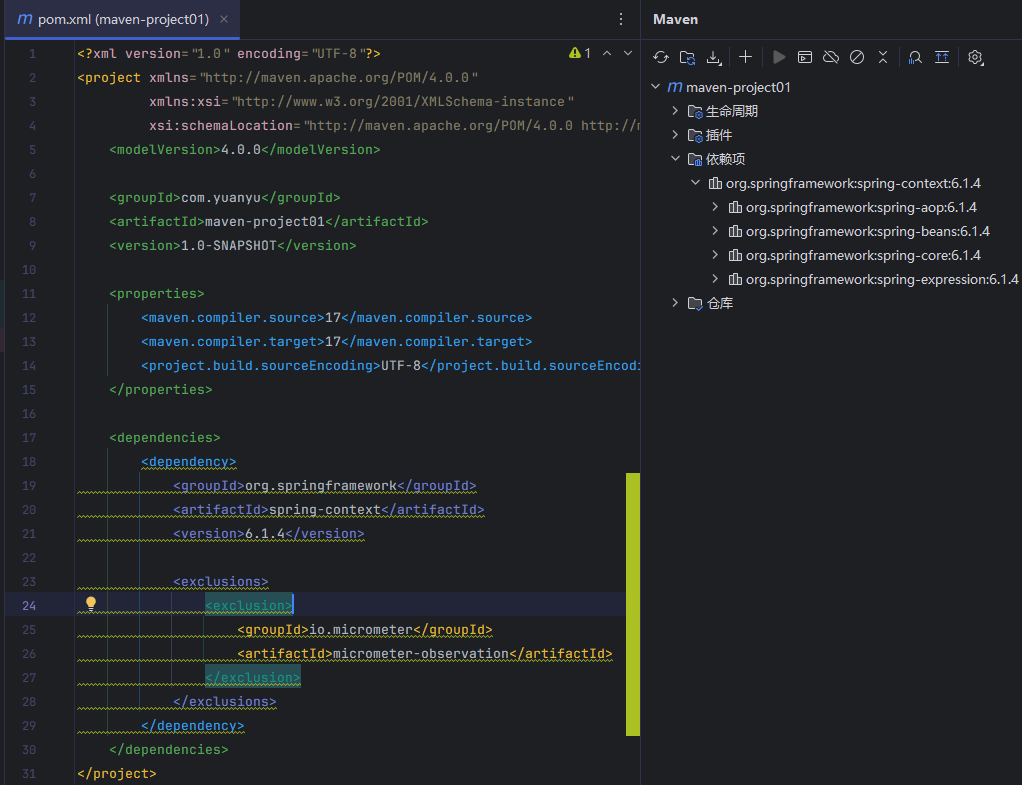 pom.xml (maven-project01)
1 <?xml version="1.0" encoding="UTF-8"?>
2 <project xmlns="http://maven.apache.org/POM/4.0.0"
3 xmlns:xsi="http://www.w3.org/2001/XMLSchema-instance"
4 xsi:schemaLocation="http://maven.apache.org/POM/4.0.0 http://
5 <modelVersion>4.0.0</modelVersion>
6
7 <groupId>com.yuanyu</groupId>
8 <artifactId>maven-project01</artifactId>
9 <version>1.0-SNAPSHOT</version>
10
11 <properties>
12 <maven.compiler.source>17</maven.compiler.source>
13 <maven.compiler.target>17</maven.compiler.target>
14 <project.build.sourceEncoding>UTF-8</project.build.sourceEncodi
15 </properties>
16
17 <dependencies>
18 <dependency>
19 <groupId>org.springframework</groupId>
20 <artifactId>spring-context</artifactId>
21 <version>6.1.4</version>
22
23 <exclusions>
24 <exclusion>
25 <groupId>io.micrometer</groupId>
26 <artifactId>micrometer-observation</artifactId>
27 </exclusion>
28 </exclusions>
29 </dependency>
30 </dependencies>
31 </project>
1
Maven
m maven-project01
生命周期
插件
依赖项
org.springframework:spring-context:6.1.4
org.springframework:spring-aop:6.1.4
org.springframework:spring-beans:6.1.4
org.springframework:spring-core:6.1.4
org.springframework:spring-expression:6.1.4
仓库